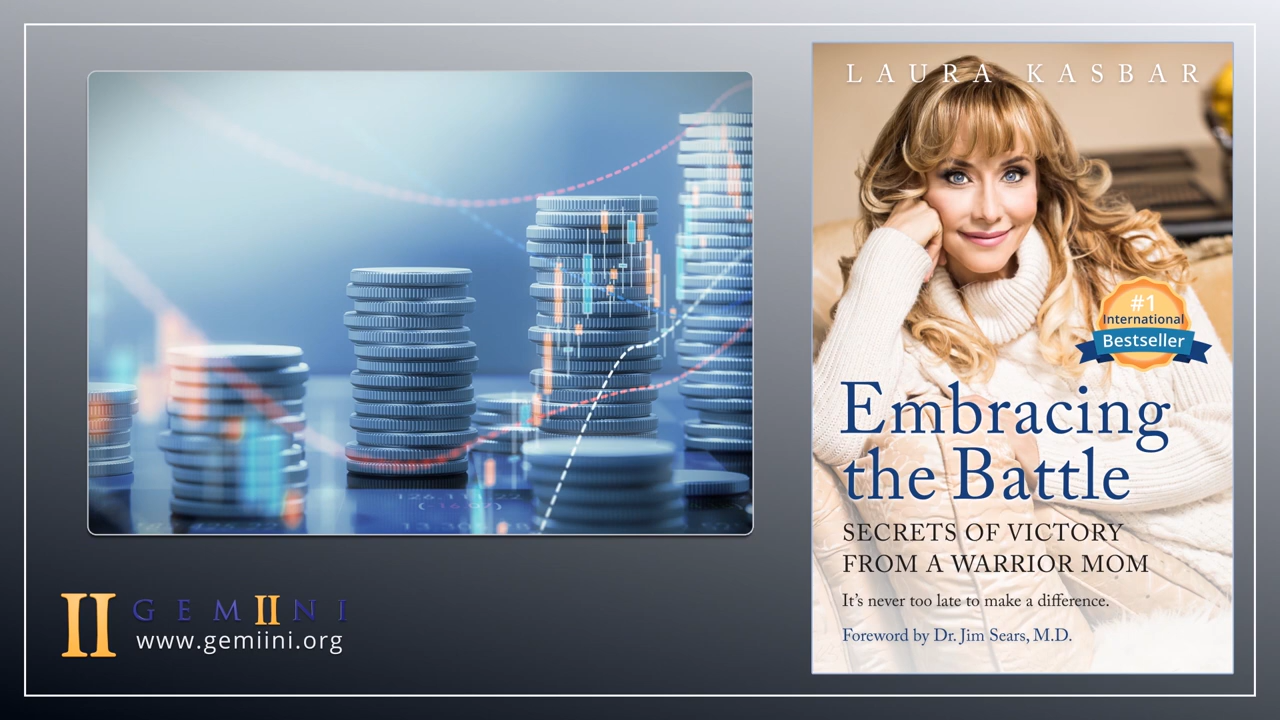 LAURA KASBAR
#1
International
Bestseller
Embracing
the Battle
SECRETS OF VICTORY
FROM A WARRIOR MOM
It's never too late to make a difference.
Foreword by Dr. Jim Sears, M.D.
II GEMIINI
www.gemiini.org